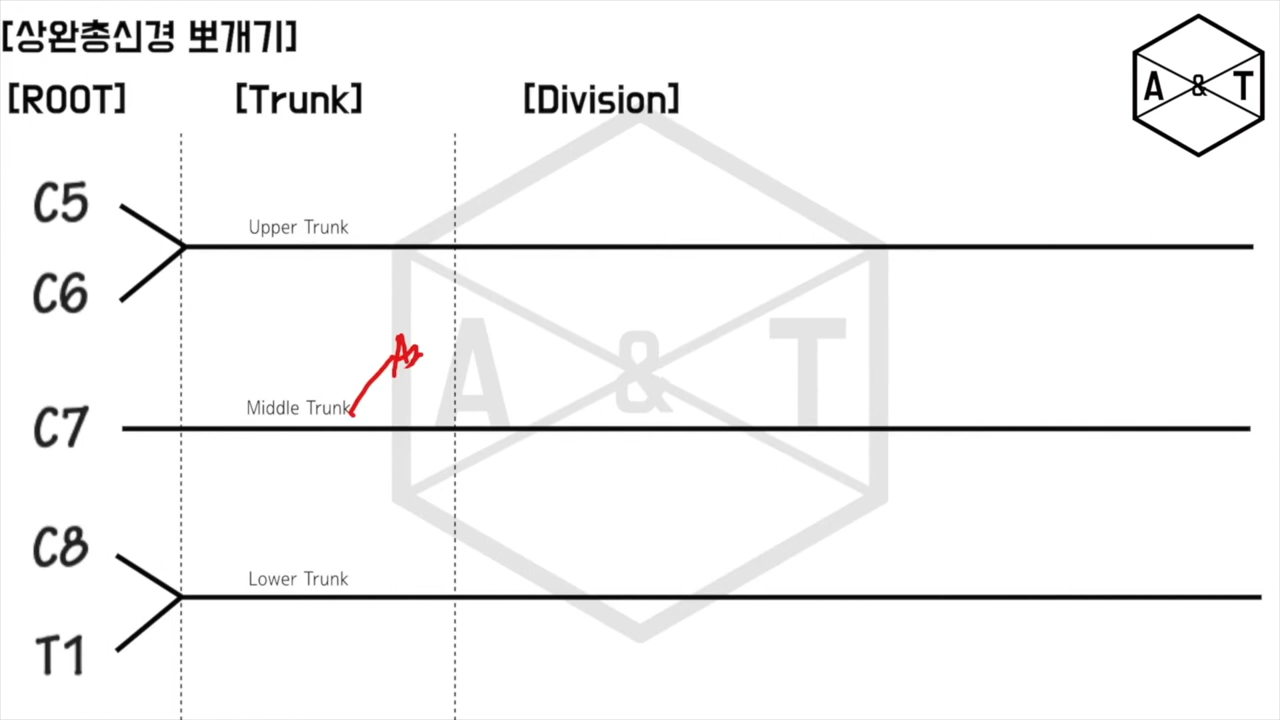 [상완총신경 뽀개기]
[ROOT] [Trunk] [Division]
A & T
C5
Upper Trunk
C6
A & T
C7 Middle Trunk
C8
Lower Trunk
T1